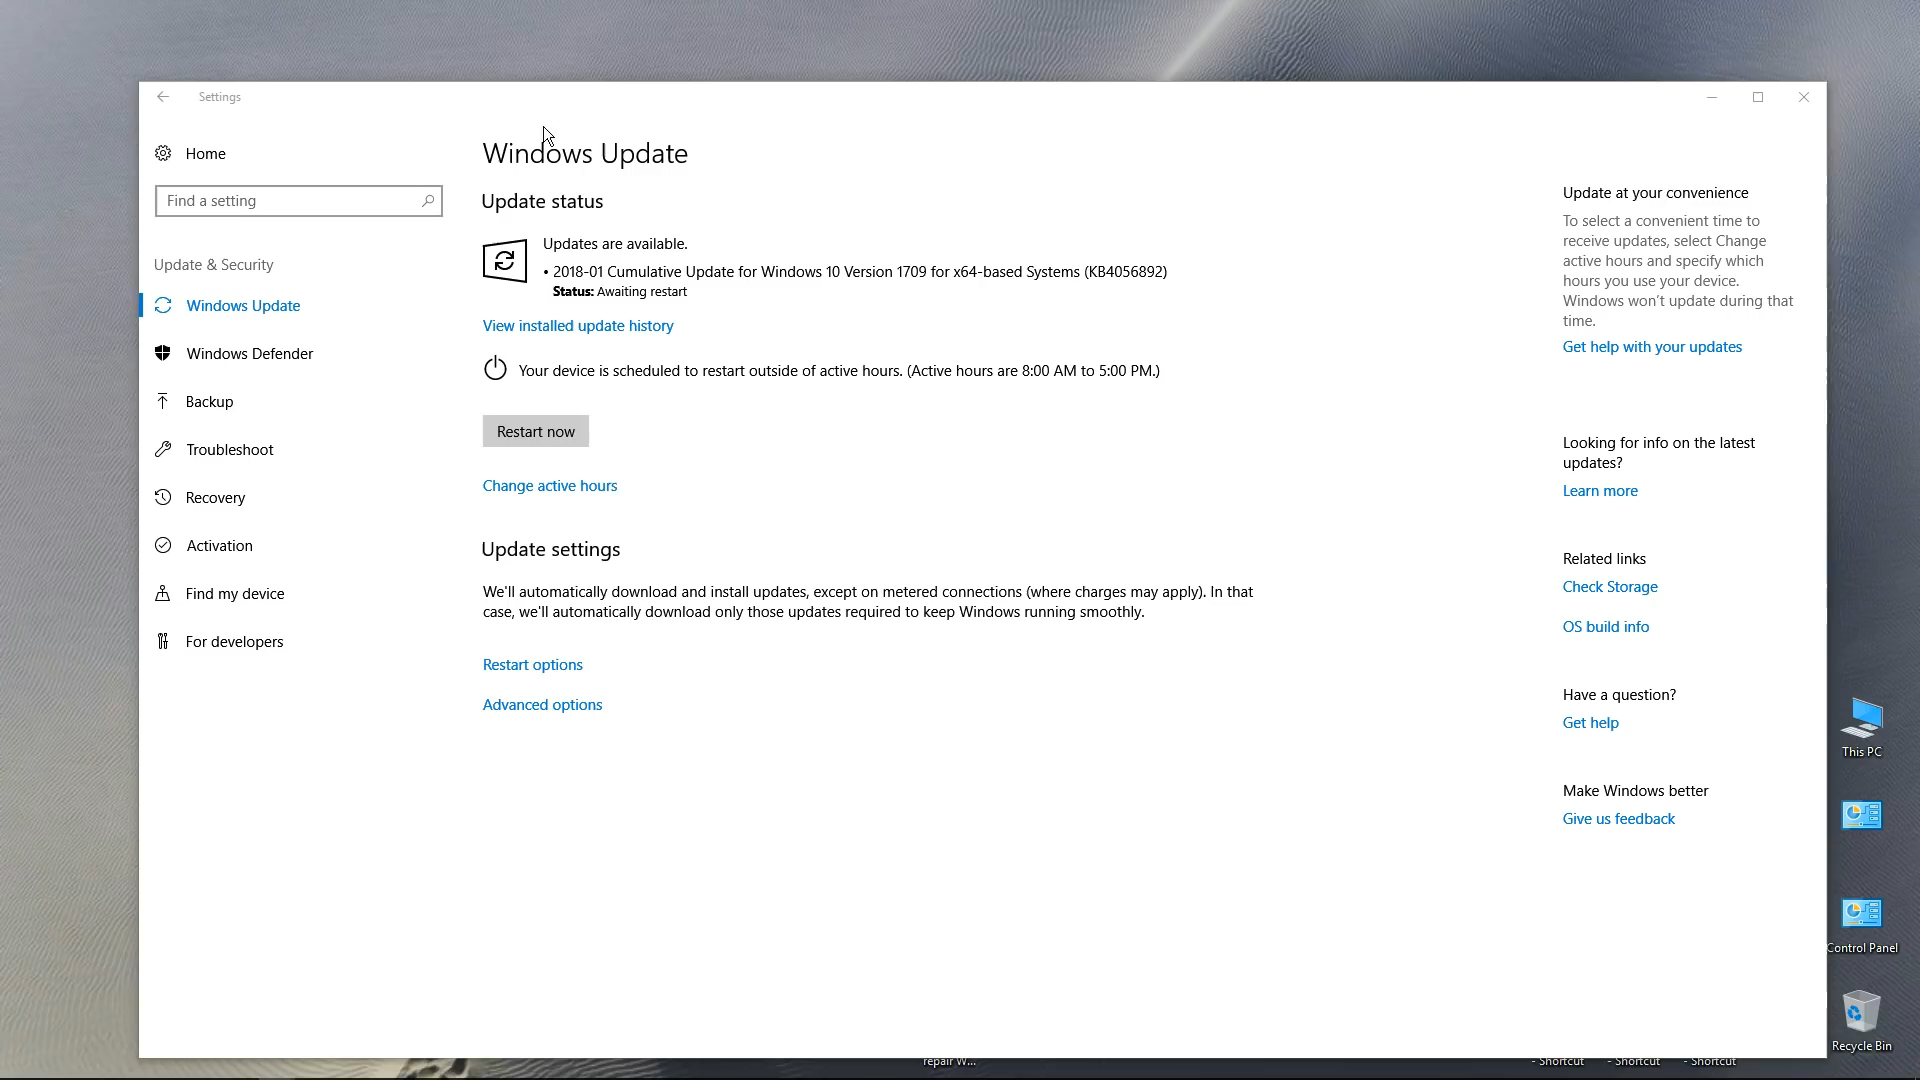 Settings
Home
Find a setting
Update & Security
Windows Update
Windows Defender
Backup
Troubleshoot
Recovery
Activation
Find my device
For developers
Windows Update
Update status
Updates are available.
• 2018-01 Cumulative Update for Windows 10 Version 1709 for x64-based Systems (KB4056892)
Status: Awaiting restart
View installed update history
Your device is scheduled to restart outside of active hours. (Active hours are 8:00 AM to 5:00 PM.)
Restart now
Change active hours
Update settings
We'll automatically download and install updates, except on metered connections (where charges may apply). In that
case, we'll automatically download only those updates required to keep Windows running smoothly.
Restart options
Advanced options
Update at your convenience
To select a convenient time to
receive updates, select Change
active hours and specify which
hours you use your device.
Windows won't update during that
time.
Get help with your updates
Looking for info on the latest
updates?
Learn more
Related links
Check Storage
OS build info
Have a question?
Get help
Make Windows better
Give us feedback
This PC
Control Panel
Recycle Bin
repair W...
- Shortcut
- Shortcut
- Shortcut